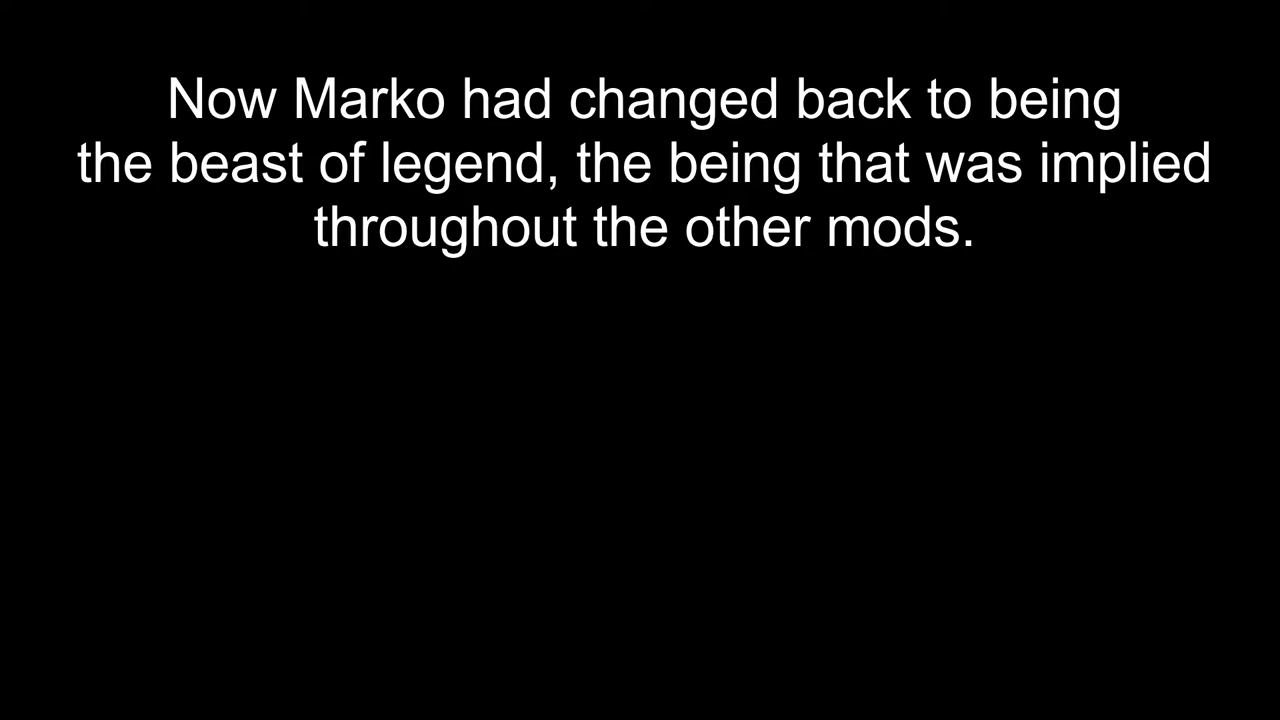 Now Marko had changed back to being
the beast of legend, the being that was implied
throughout the other mods.